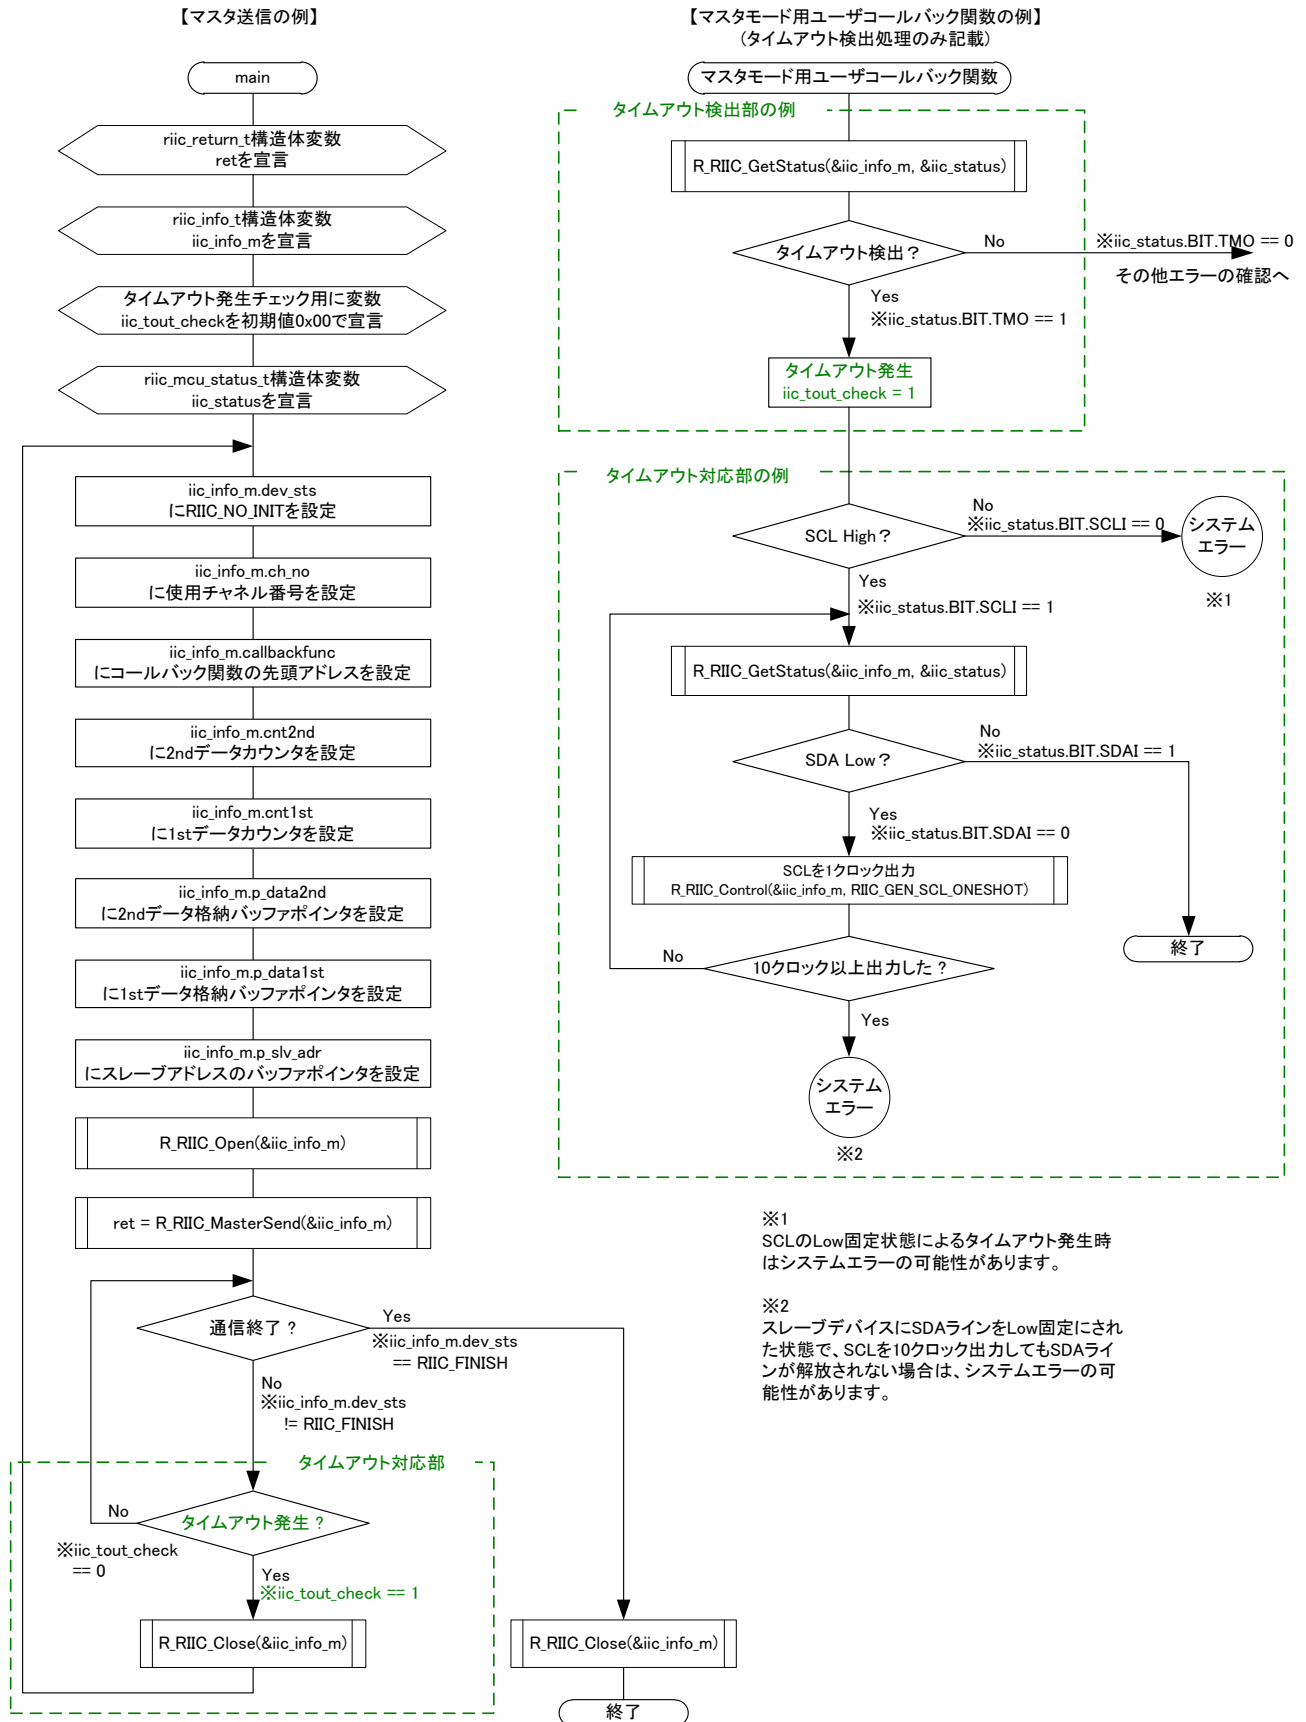 【マスタ送信の例】
main
riic_return_t構造体変数
retを宣言
riic_info_t構造体変数
iic_info_mを宣言
タイムアウト発生チェック用に変数
iic_tout_checkを初期値0x00で宣言
riic_mcu_status_t構造体変数
iic_statusを宣言
iic_info_m.dev_sts
にRIIC_NO_INITを設定
iic_info_m.ch_no
に使用チャネル番号を設定
iic_info_m.callbackfunc
にコールバック関数の先頭アドレスを設定
iic_info_m.cnt2nd
に2ndデータカウンタを設定
iic_info_m.cnt1st
に1stデータカウンタを設定
iic_info_m.p_data2nd
に2ndデータ格納バッファポインタを設定
iic_info_m.p_data1st
に1stデータ格納バッファポインタを設定
iic_info_m.p_slv_adr
にスレーブアドレスのバッファポインタを設定
R_RIIC_Open(&iic_info_m)
ret = R_RIIC_MasterSend(&iic_info_m)
通信終了？
Yes
※iic_info_m.dev_sts
== RIIC_FINISH
No
※iic_info_m.dev_sts
!= RIIC_FINISH
タイムアウト対応部
タイムアウト発生？
No
※iic_tout_check
== 0
Yes
※iic_tout_check == 1
R_RIIC_Close(&iic_info_m)
R_RIIC_Close(&iic_info_m)
終了
【マスタモード用ユーザコールバック関数の例】
（タイムアウト検出処理のみ記載）
マスタモード用ユーザコールバック関数
タイムアウト検出部の例
R_RIIC_GetStatus(&iic_info_m, &iic_status)
タイムアウト検出？
No
※iic_status.BIT.TMO == 0
その他エラーの確認へ
Yes
※iic_status.BIT.TMO == 1
タイムアウト発生
iic_tout_check = 1
タイムアウト対応部の例
SCL High？
No
※iic_status.BIT.SCLI == 0
システム
エラー
※1
Yes
※iic_status.BIT.SCLI == 1
R_RIIC_GetStatus(&iic_info_m, &iic_status)
SDA Low？
No
※iic_status.BIT.SDAI == 1
Yes
※iic_status.BIT.SDAI == 0
SCLを1クロック出力
R_RIIC_Control(&iic_info_m, RIIC_GEN_SCL_ONESHOT)
終了
10クロック以上出力した？
No
Yes
システム
エラー
※2
※1
SCLのLow固定状態によるタイムアウト発生時
はシステムエラーの可能性があります。
※2
スレーブデバイスにSDAラインをLow固定にされ
た状態で、SCLを10クロック出力してもSDAライ
ンが解放されない場合は、システムエラーの可
能性があります。